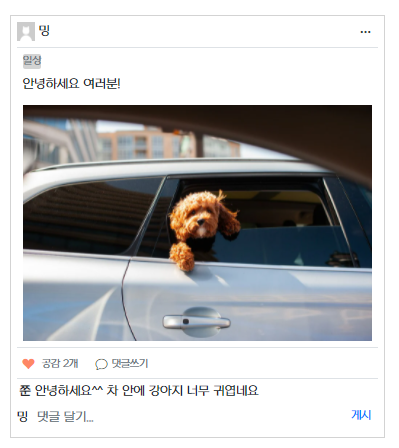 밍 ...
일상
안녕하세요 여러분!
공감 2개 댓글쓰기
쭌 안녕하세요^^ 차 안에 강아지 너무 귀엽네요
밍 댓글 달기... 게시